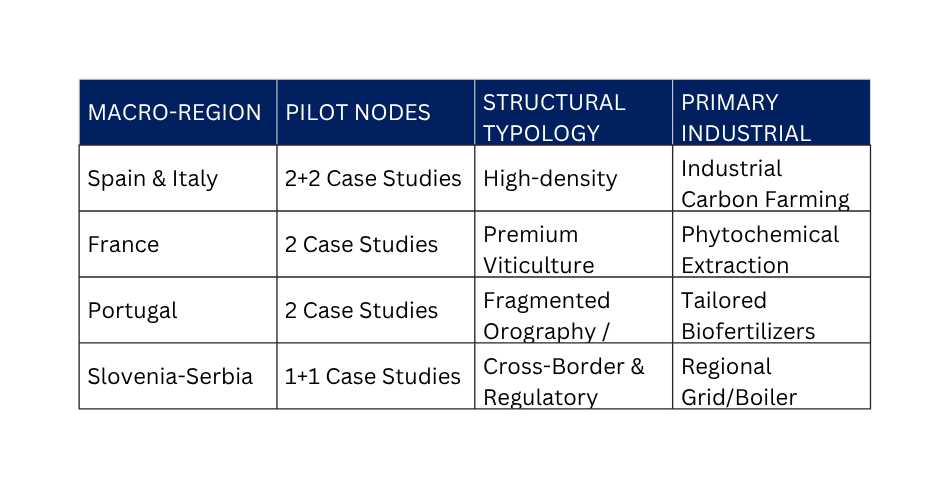 MACRO-REGION
PILOT NODES
STRUCTURAL
TYPOLOGY
PRIMARY
INDUSTRIAL
Spain & Italy
2+2 Case Studies
High-density
Industrial
Carbon Farming
France
2 Case Studies
Premium
Viticulture
Phytochemical
Extraction
Portugal
2 Case Studies
Fragmented
Orography /
Tailored
Biofertilizers
Slovenia-Serbia
1+1 Case Studies
Cross-Border &
Regulatory
Regional
Grid/Boiler